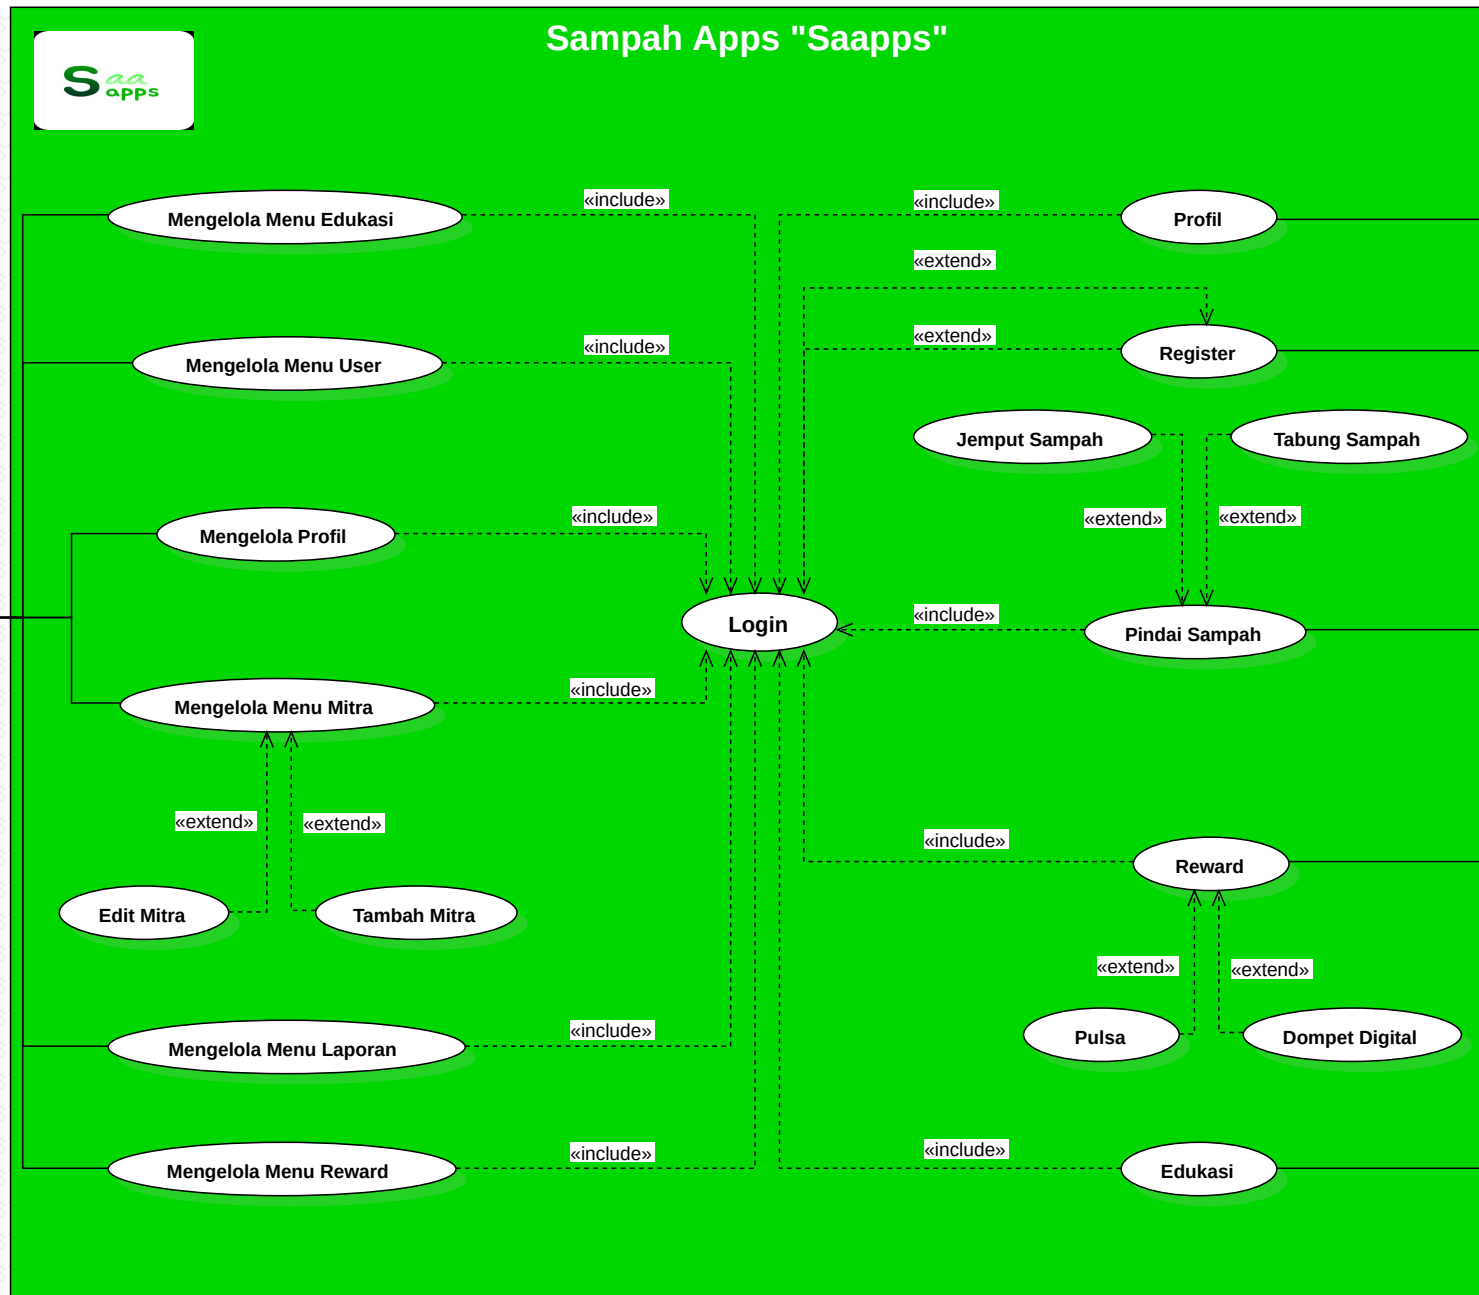 Sampah Apps "Saapps"
Saa
apps
Mengelola Menu Edukasi
«include»
«include»
Profil
«extend»
Mengelola Menu User
«include»
«extend»
Register
Jemput Sampah
Tabung Sampah
Mengelola Profil
«include»
«extend»
«extend»
Login
«include»
Pindai Sampah
Mengelola Menu Mitra
«include»
«extend»
«extend»
«include»
Reward
Edit Mitra
Tambah Mitra
«extend»
«extend»
Mengelola Menu Laporan
«include»
Pulsa
Dompet Digital
Mengelola Menu Reward
«include»
«include»
Edukasi